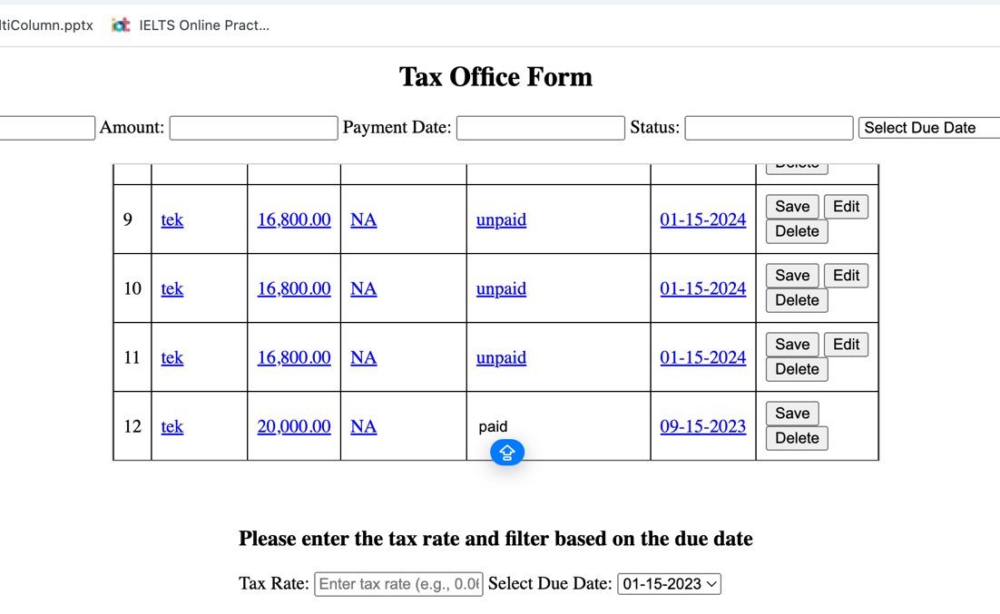 ltiColumn.pptx IELTS Online Pract...
Tax Office Form
Amount: Payment Date: Status: Select Due Date
Delete
9 tek 16,800.00 NA unpaid 01-15-2024 Save Edit
Delete
10 tek 16,800.00 NA unpaid 01-15-2024 Save Edit
Delete
11 tek 16,800.00 NA unpaid 01-15-2024 Save Edit
Delete
12 tek 20,000.00 NA paid 09-15-2023 Save
Delete
Please enter the tax rate and filter based on the due date
Tax Rate: Enter tax rate (e.g., 0.06 Select Due Date: 01-15-2023